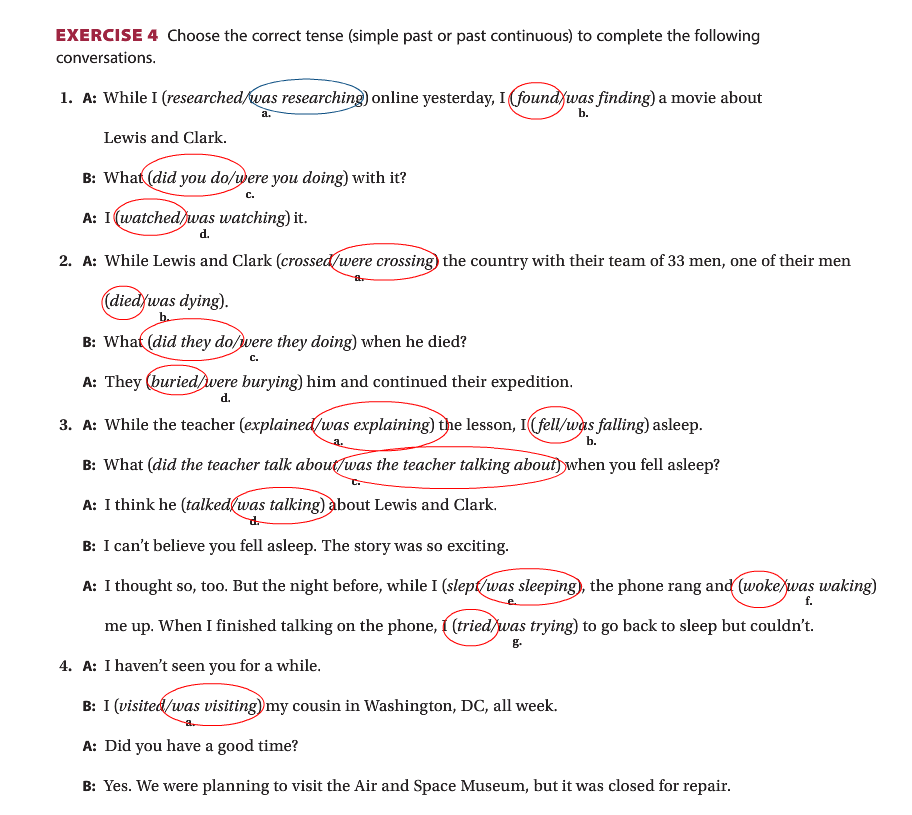 EXERCISE 4 Choose the correct tense (simple past or past continuous) to complete the following
conversations.
1. A: While I (researched/was researching) online yesterday, I (found/was finding) a movie about
a. b.
Lewis and Clark.
B: What (did you do/were you doing) with it?
c.
A: I (watched/was watching) it.
d.
2. A: While Lewis and Clark (crossed/were crossing) the country with their team of 33 men, one of their men
a.
(died/was dying).
b.
B: What (did they do/were they doing) when he died?
c.
A: They (buried/were burying) him and continued their expedition.
d.
3. A: While the teacher (explained/was explaining) the lesson, I (fell/was falling) asleep.
a. b.
B: What (did the teacher talk about/was the teacher talking about) when you fell asleep?
c.
A: I think he (talked/was talking) about Lewis and Clark.
d.
B: I can't believe you fell asleep. The story was so exciting.
A: I thought so, too. But the night before, while I (slept/was sleeping), the phone rang and (woke/was waking)
e. f.
me up. When I finished talking on the phone, I (tried/was trying) to go back to sleep but couldn't.
g.
4. A: I haven't seen you for a while.
B: I (visited/was visiting) my cousin in Washington, DC, all week.
a.
A: Did you have a good time?
B: Yes. We were planning to visit the Air and Space Museum, but it was closed for repair.